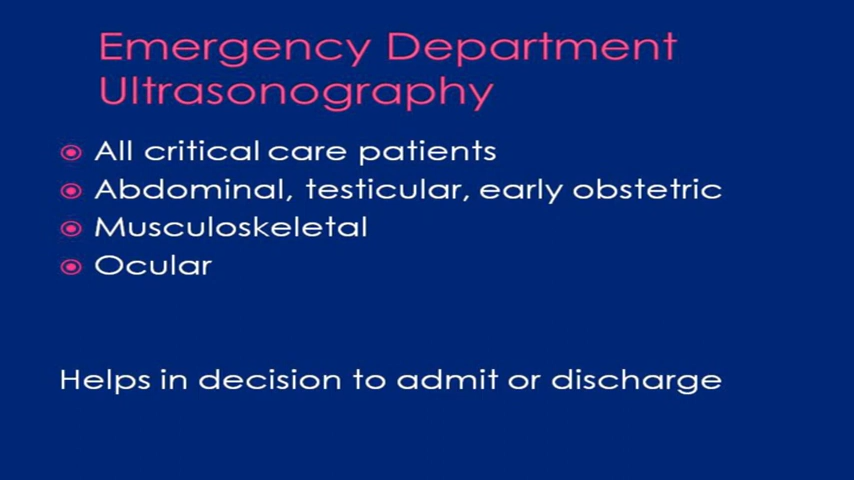 Emergency Department
Ultrasonography
All critical care patients
Abdominal, testicular, early obstetric
Musculoskeletal
Ocular
Helps in decision to admit or discharge